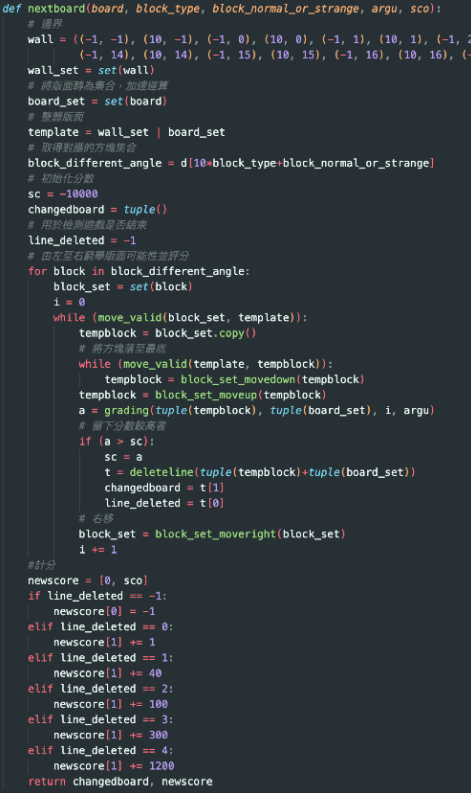 def nextboard(board, block_type, block_normal_or_strange, argu, sco):
# 邊界
wall = ((-1, -1), (10, -1), (-1, 0), (10, 0), (-1, 1), (10, 1), (-1,
(-1, 14), (10, 14), (-1, 15), (10, 15), (-1, 16), (10, 16),
wall_set = set(wall)
# 將版面轉為集合，加速運算
board_set = set(board)
# 整體版面
template = wall_set | board_set
# 取得對應的方塊集合
block_different_angle = d[10*block_type+block_normal_or_strange]
# 初始化分數
sc = -10000
changedboard = tuple()
# 用於檢測遊戲是否結束
line_deleted = -1
# 由左至右窮舉版面可能性並評分
for block in block_different_angle:
block_set = set(block)
i = 0
while (move_valid(block_set, template)):
tempblock = block_set.copy()
# 將方塊落至最底
while (move_valid(template, tempblock)):
tempblock = block_set_movedown(tempblock)
tempblock = block_set_moveup(tempblock)
a = grading(tuple(tempblock), tuple(board_set), i, argu)
# 留下分數較高者
if (a > sc):
sc = a
t = deleteline(tuple(tempblock)+tuple(board_set))
changedboard = t[1]
line_deleted = t[0]
# 右移
block_set = block_set_moveright(block_set)
i += 1
#計分
newscore = [0, sco]
if line_deleted == -1:
newscore[0] = -1
elif line_deleted == 0:
newscore[1] += 1
elif line_deleted == 1:
newscore[1] += 40
elif line_deleted == 2:
newscore[1] += 100
elif line_deleted == 3:
newscore[1] += 300
elif line_deleted == 4:
newscore[1] += 1200
return changedboard, newscore